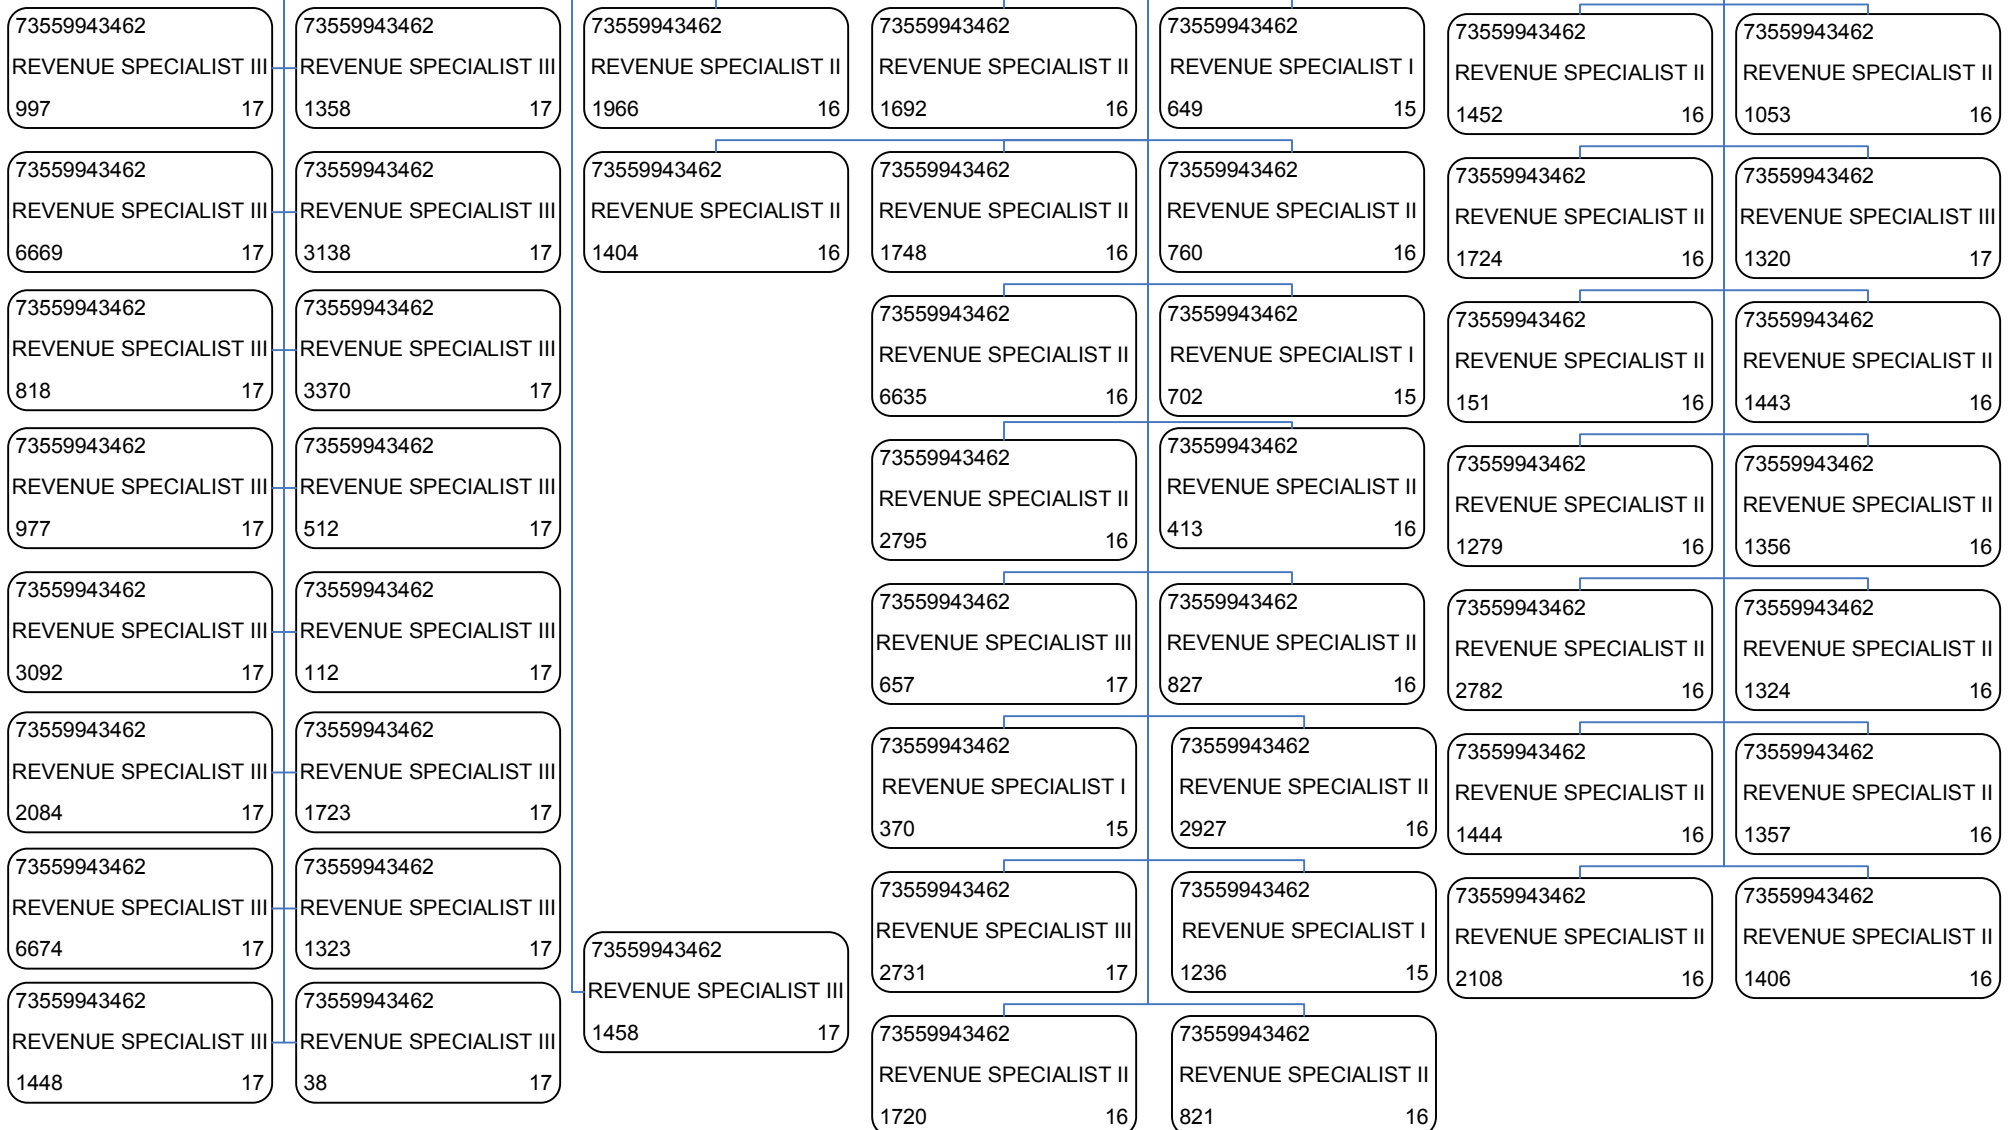 73559943462
REVENUE SPECIALIST III
997 17
73559943462
REVENUE SPECIALIST III
1358 17
73559943462
REVENUE SPECIALIST II
1966 16
73559943462
REVENUE SPECIALIST II
1692 16
73559943462
REVENUE SPECIALIST I
649 15
73559943462
REVENUE SPECIALIST II
1452 16
73559943462
REVENUE SPECIALIST II
1053 16
73559943462
REVENUE SPECIALIST III
6669 17
73559943462
REVENUE SPECIALIST III
3138 17
73559943462
REVENUE SPECIALIST II
1404 16
73559943462
REVENUE SPECIALIST II
1748 16
73559943462
REVENUE SPECIALIST II
760 16
73559943462
REVENUE SPECIALIST II
1724 16
73559943462
REVENUE SPECIALIST III
1320 17
73559943462
REVENUE SPECIALIST III
818 17
73559943462
REVENUE SPECIALIST III
3370 17
73559943462
REVENUE SPECIALIST II
6635 16
73559943462
REVENUE SPECIALIST I
702 15
73559943462
REVENUE SPECIALIST II
151 16
73559943462
REVENUE SPECIALIST II
1443 16
73559943462
REVENUE SPECIALIST III
977 17
73559943462
REVENUE SPECIALIST III
512 17
73559943462
REVENUE SPECIALIST II
2795 16
73559943462
REVENUE SPECIALIST II
413 16
73559943462
REVENUE SPECIALIST II
1279 16
73559943462
REVENUE SPECIALIST II
1356 16
73559943462
REVENUE SPECIALIST III
3092 17
73559943462
REVENUE SPECIALIST III
112 17
73559943462
REVENUE SPECIALIST III
657 17
73559943462
REVENUE SPECIALIST II
827 16
73559943462
REVENUE SPECIALIST II
2782 16
73559943462
REVENUE SPECIALIST II
1324 16
73559943462
REVENUE SPECIALIST III
2084 17
73559943462
REVENUE SPECIALIST III
1723 17
73559943462
REVENUE SPECIALIST I
370 15
73559943462
REVENUE SPECIALIST II
2927 16
73559943462
REVENUE SPECIALIST II
1444 16
73559943462
REVENUE SPECIALIST II
1357 16
73559943462
REVENUE SPECIALIST III
6674 17
73559943462
REVENUE SPECIALIST III
1323 17
73559943462
REVENUE SPECIALIST III
1458 17
73559943462
REVENUE SPECIALIST III
2731 17
73559943462
REVENUE SPECIALIST I
1236 15
73559943462
REVENUE SPECIALIST II
2108 16
73559943462
REVENUE SPECIALIST II
1406 16
73559943462
REVENUE SPECIALIST III
1448 17
73559943462
REVENUE SPECIALIST III
38 17
73559943462
REVENUE SPECIALIST II
1720 16
73559943462
REVENUE SPECIALIST II
821 16